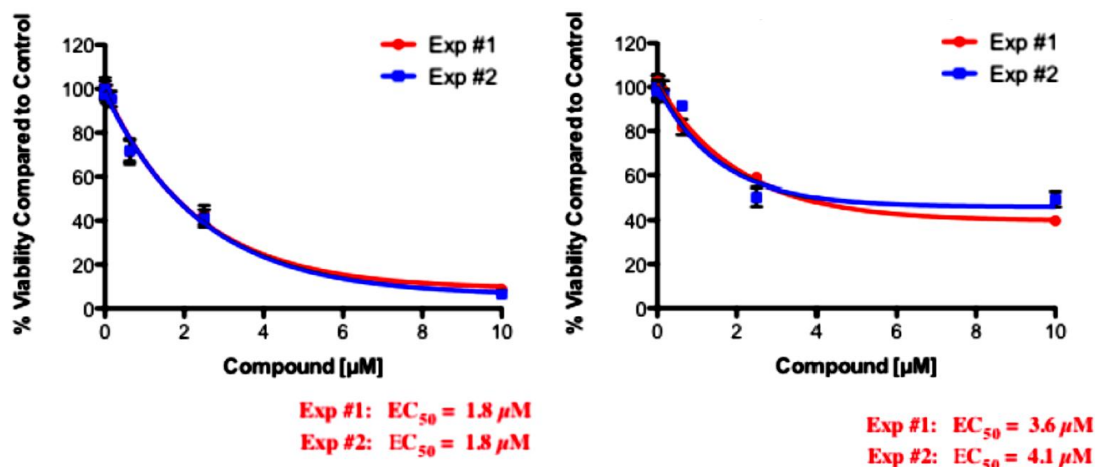 % Viability Compared to Control
120
100
80
60
40
20
0
Exp #1
Exp #2
0 2 4 6 8 10
Compound [µM]
Exp #1: EC50 = 1.8 µM
Exp #2: EC50 = 1.8 µM
% Viability Compared to Control
120
100
80
60
40
20
0
Exp #1
Exp #2
0 2 4 6 8 10
Compound [µM]
Exp #1: EC50 = 3.6 µM
Exp #2: EC50 = 4.1 µM